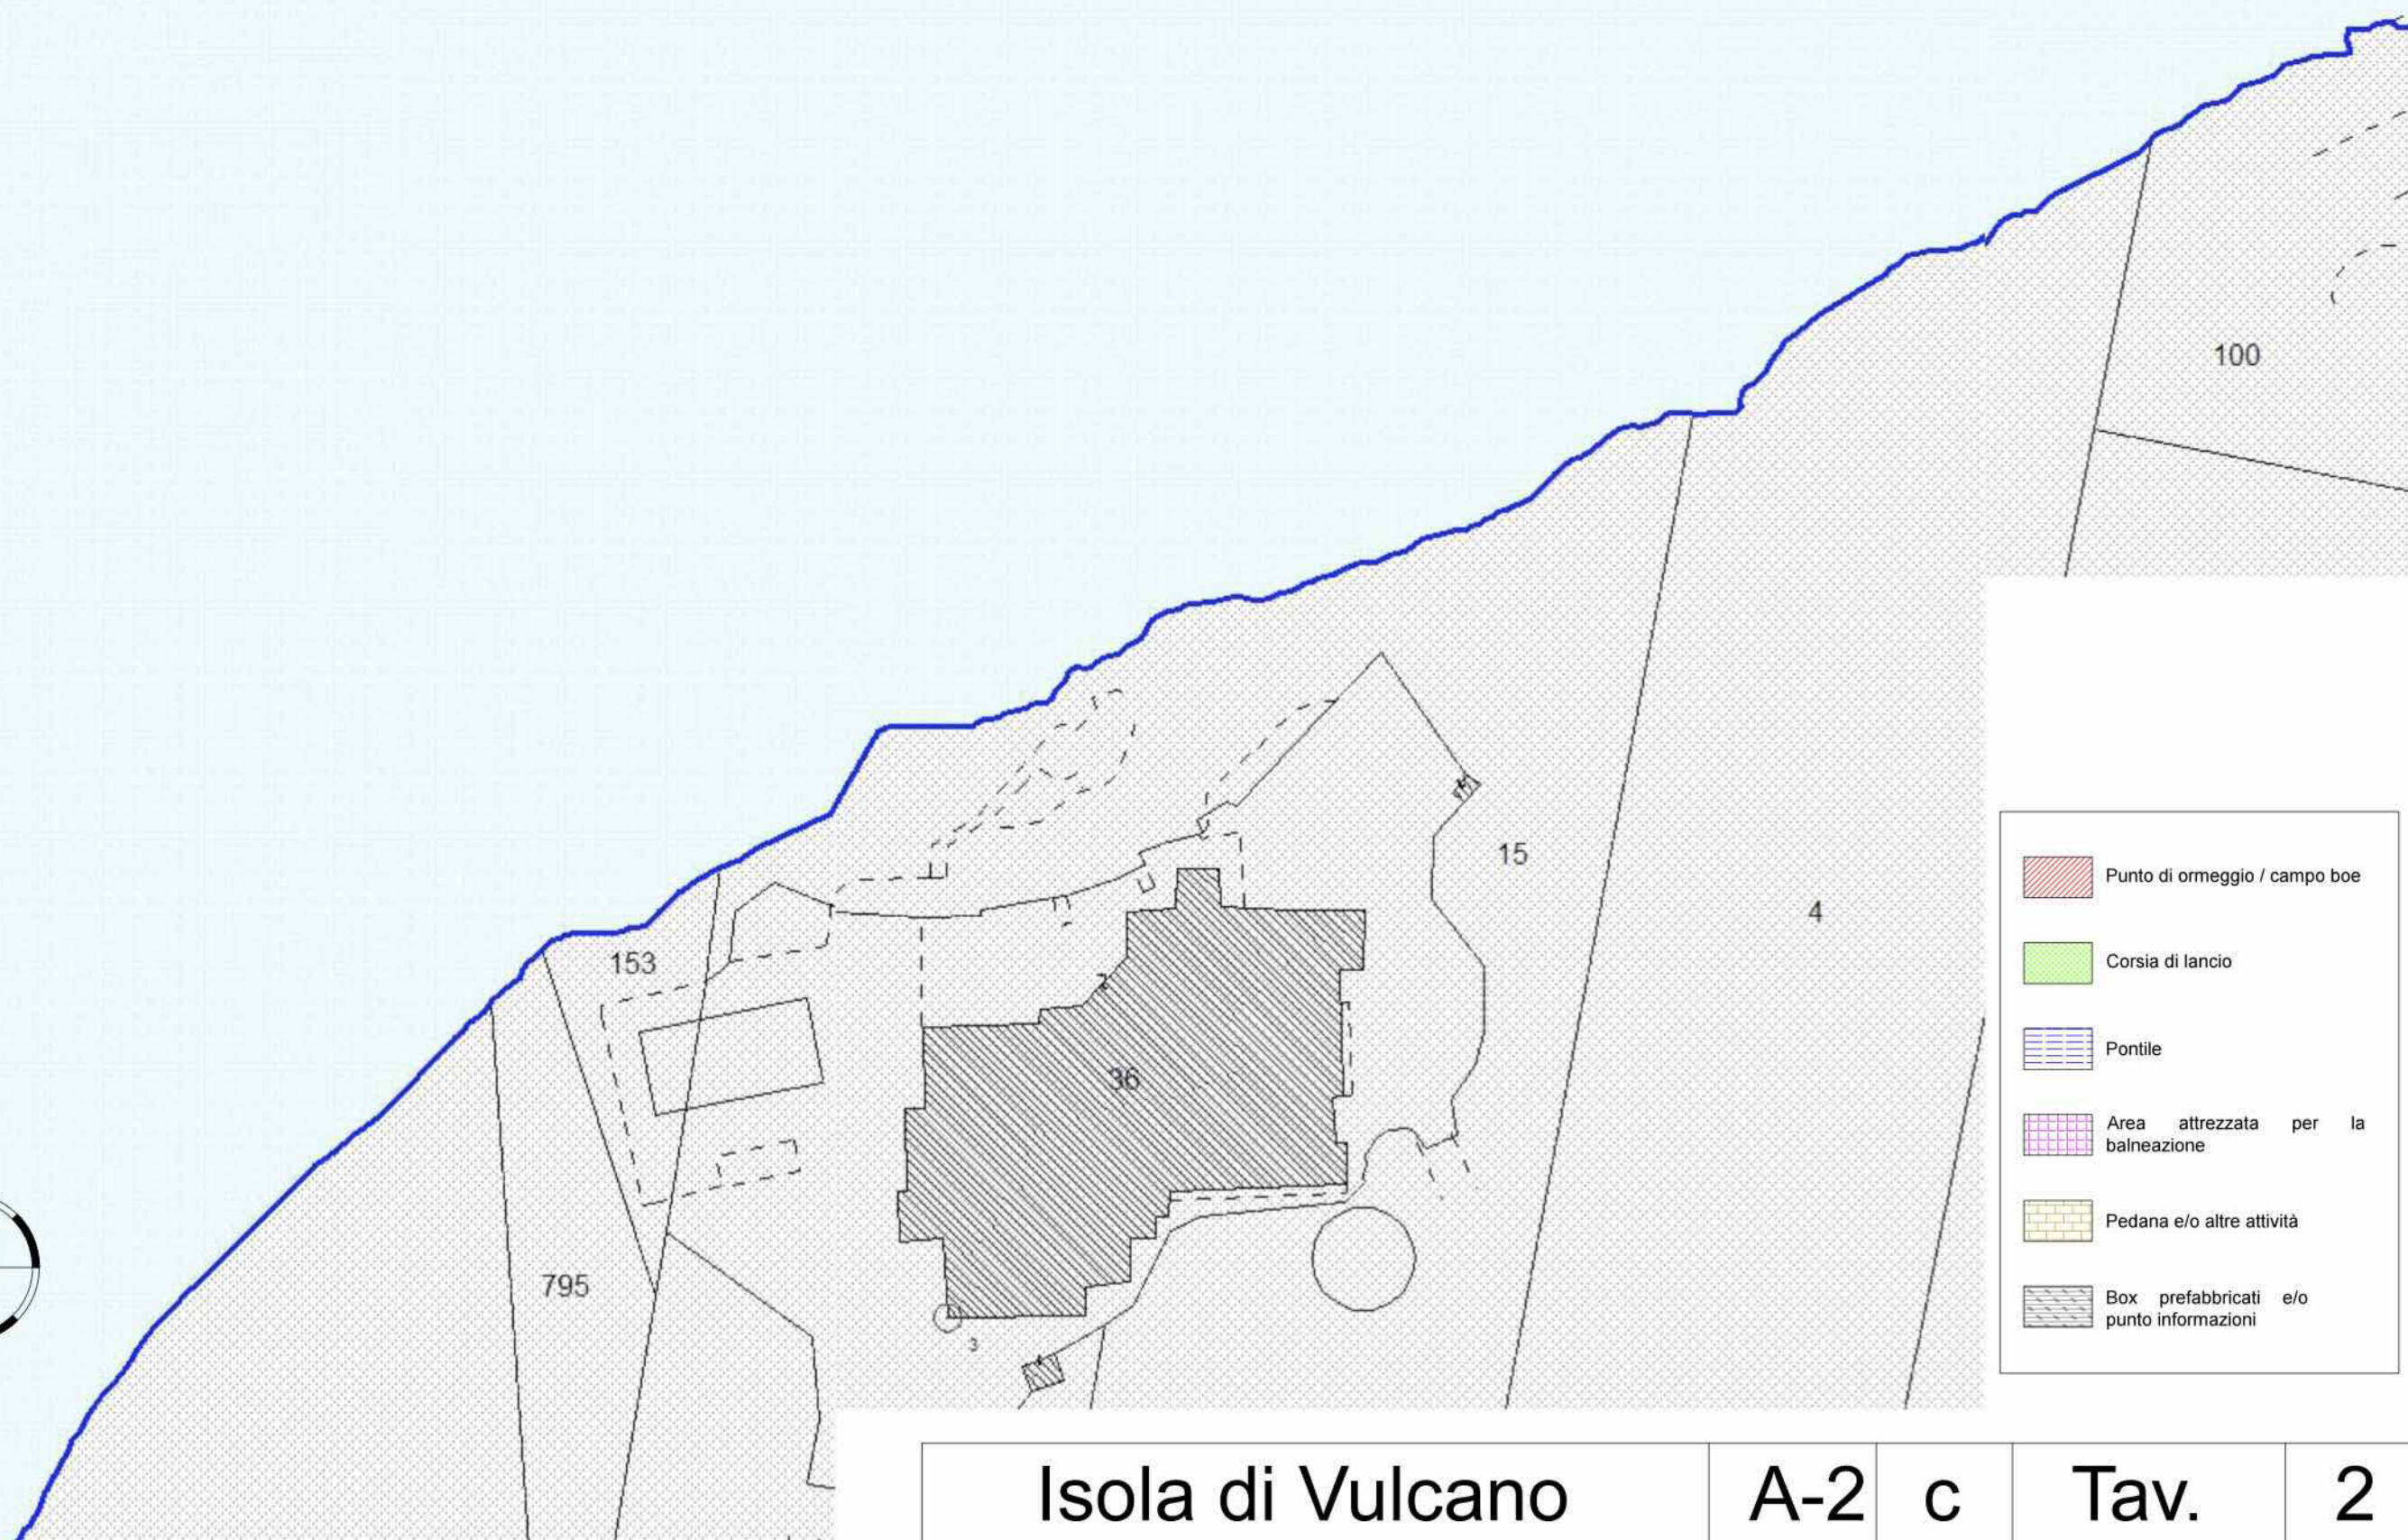 100
15
4
153
2
36
795
3
Punto di ormeggio / campo boe
Corsia di lancio
Pontile
Area attrezzata per la
balneazione
Pedana e/o altre attività
Box prefabbricati e/o
punto informazioni
Isola di Vulcano A-2 c Tav. 2